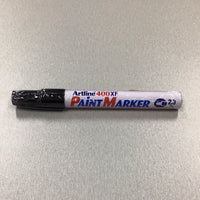 Artline 400XF
PAINT MARKER 2.3